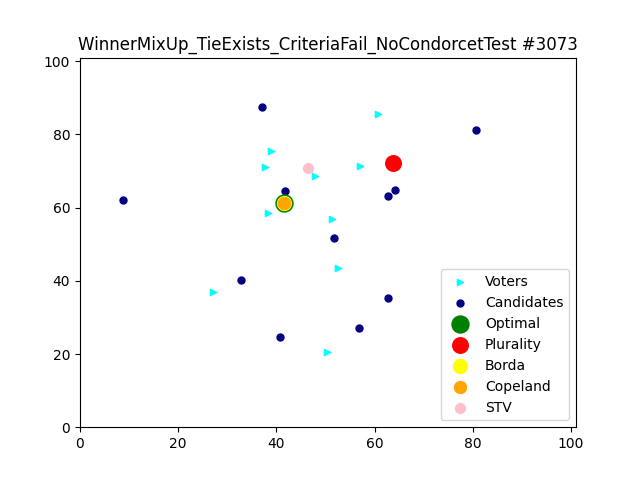 WinnerMixUp_TieExists_CriteriaFail_NoCondorcetTest #3073
100
80
60
40
20
0
Voters
Candidates
Optimal
Plurality
Borda
Copeland
STV
0 20 40 60 80 100